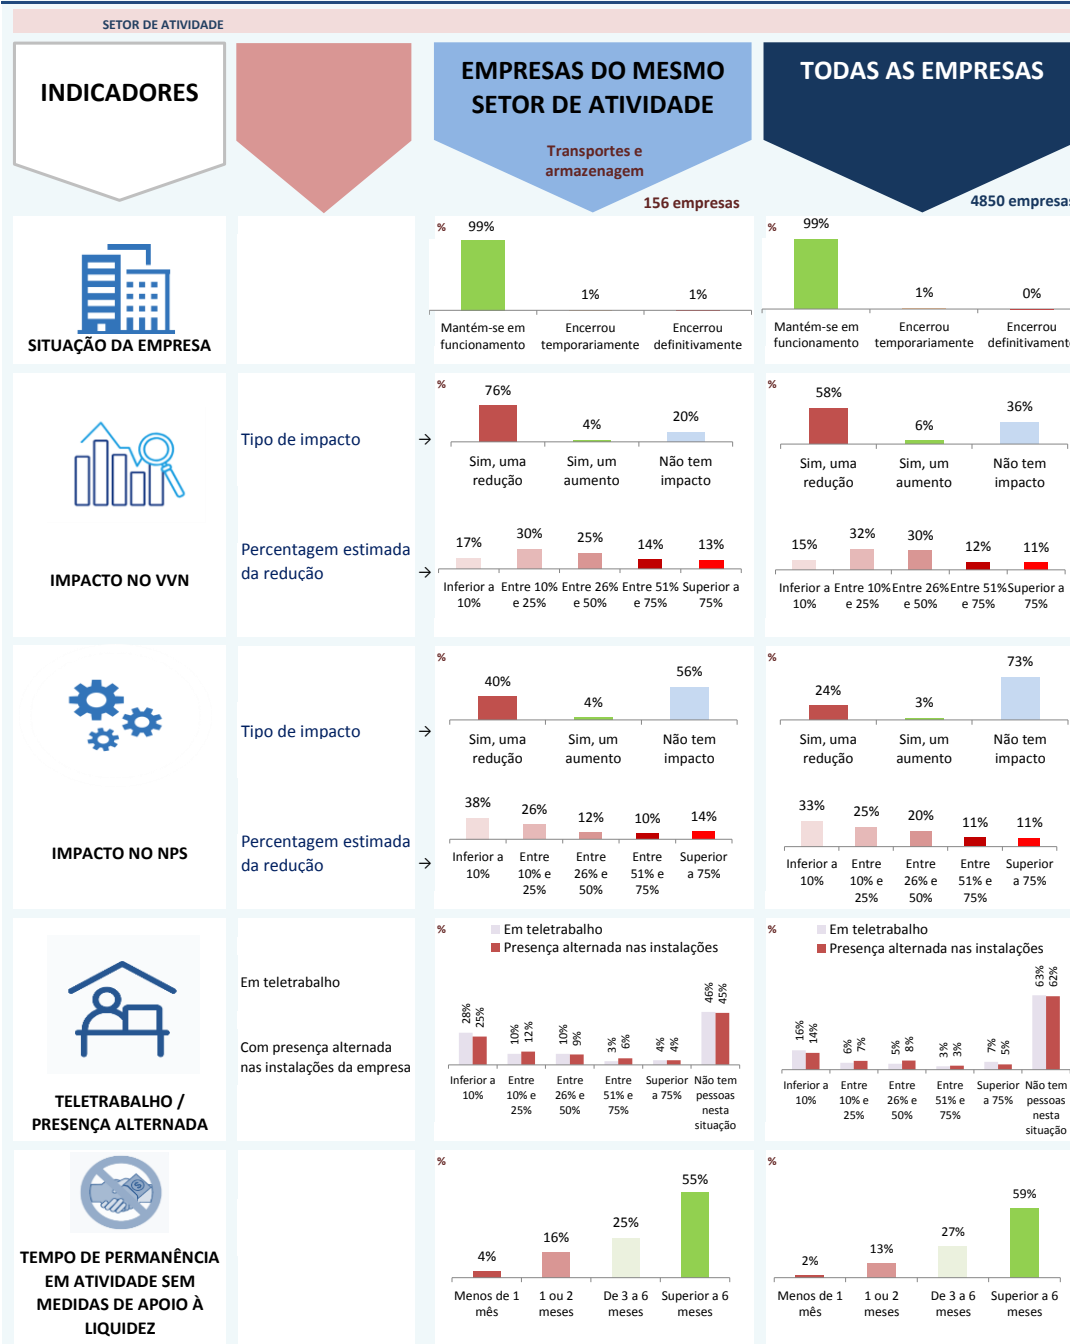 SETOR DE ATIVIDADE
INDICADORES
EMPRESAS DO MESMO
SETOR DE ATIVIDADE
Transportes e
armazenagem
156 empresas
TODAS AS EMPRESAS
4850 empresas
SITUAÇÃO DA EMPRESA
%
99%
1%
1%
Mantém-se em
funcionamento
Encerrou
temporariamente
Encerrou
definitivamente
%
99%
1%
0%
Mantém-se em
funcionamento
Encerrou
temporariamente
Encerrou
definitivamente
IMPACTO NO VVN
Tipo de impacto
→
%
76%
4%
20%
Sim, uma
redução
Sim, um
aumento
Não tem
impacto
%
58%
6%
36%
Sim, uma
redução
Sim, um
aumento
Não tem
impacto
Percentagem estimada
da redução
→
17%
30%
25%
14%
13%
Inferior a
10%
Entre 10%
e 25%
Entre 26%
e 50%
Entre 51%
e 75%
Superior a
75%
15%
32%
30%
12%
11%
Inferior a
10%
Entre 10%
e 25%
Entre 26%
e 50%
Entre 51%
e 75%
Superior a
75%
IMPACTO NO NPS
Tipo de impacto
→
%
40%
4%
56%
Sim, uma
redução
Sim, um
aumento
Não tem
impacto
%
24%
3%
73%
Sim, uma
redução
Sim, um
aumento
Não tem
impacto
Percentagem estimada
da redução
→
38%
26%
12%
10%
14%
Inferior a
10%
Entre
10% e
25%
Entre
26% e
50%
Entre
51% e
75%
Superior
a 75%
33%
25%
20%
11%
11%
Inferior a
10%
Entre
10% e
25%
Entre
26% e
50%
Entre
51% e
75%
Superior
a 75%
TELETRABALHO /
PRESENÇA ALTERNADA
Em teletrabalho
Com presença alternada
nas instalações da empresa
%
Em teletrabalho
Presença alternada nas instalações
28%
25%
10%
12%
10%
9%
3%
6%
4%
4%
46%
45%
Inferior a
10%
Entre
10% e
25%
Entre
26% e
50%
Entre
51% e
75%
Superior
a 75%
Não tem
pessoas
nesta
situação
%
Em teletrabalho
Presença alternada nas instalações
16%
14%
6%
7%
5%
8%
3%
3%
7%
5%
63%
62%
Inferior a
10%
Entre
10% e
25%
Entre
26% e
50%
Entre
51% e
75%
Superior
a 75%
Não tem
pessoas
nesta
situação
TEMPO DE PERMANÊNCIA
EM ATIVIDADE SEM
MEDIDAS DE APOIO À
LIQUIDEZ
%
4%
16%
25%
55%
Menos de 1
mês
1 ou 2
meses
De 3 a 6
meses
Superior a 6
meses
%
2%
13%
27%
59%
Menos de 1
mês
1 ou 2
meses
De 3 a 6
meses
Superior a 6
meses